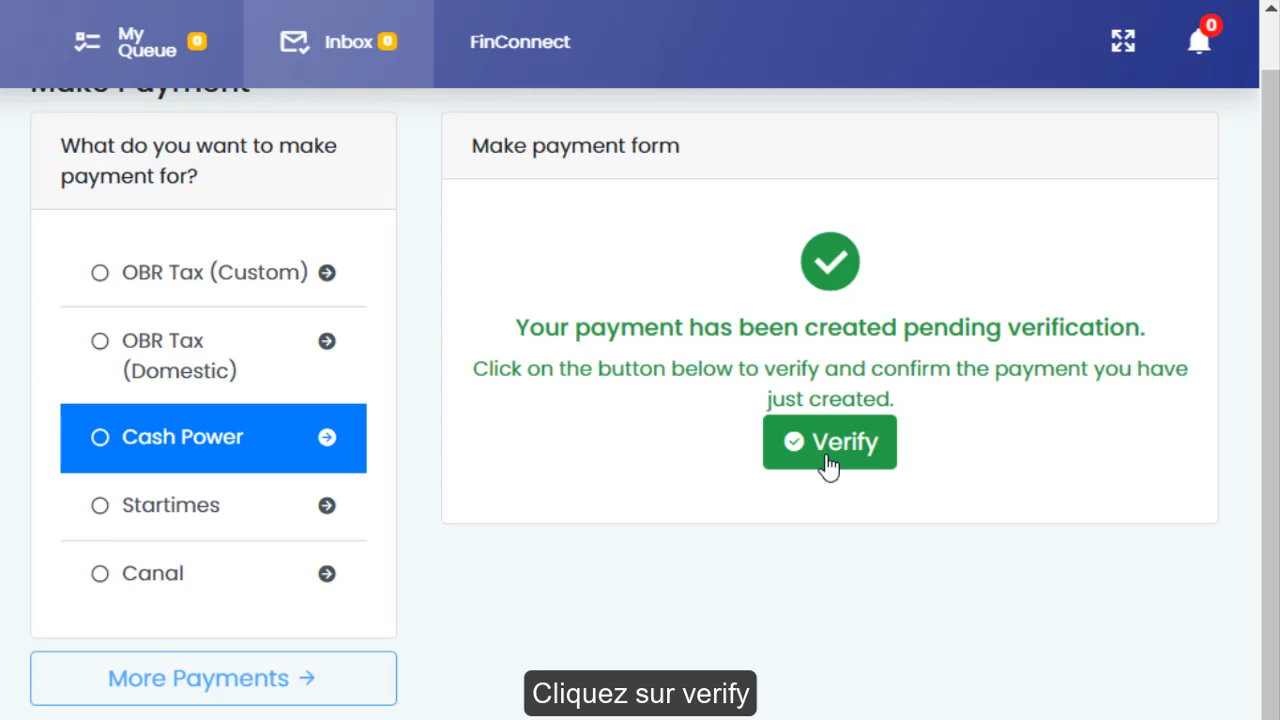 My
Queue 0
Inbox 0
FinConnect
0
Make Payment
What do you want to make
payment for?
OBR Tax (Custom)
OBR Tax
(Domestic)
Cash Power
Startimes
Canal
More Payments →
Make payment form
Your payment has been created pending verification.
Click on the button below to verify and confirm the payment you have
just created.
Verify
Cliquez sur verify